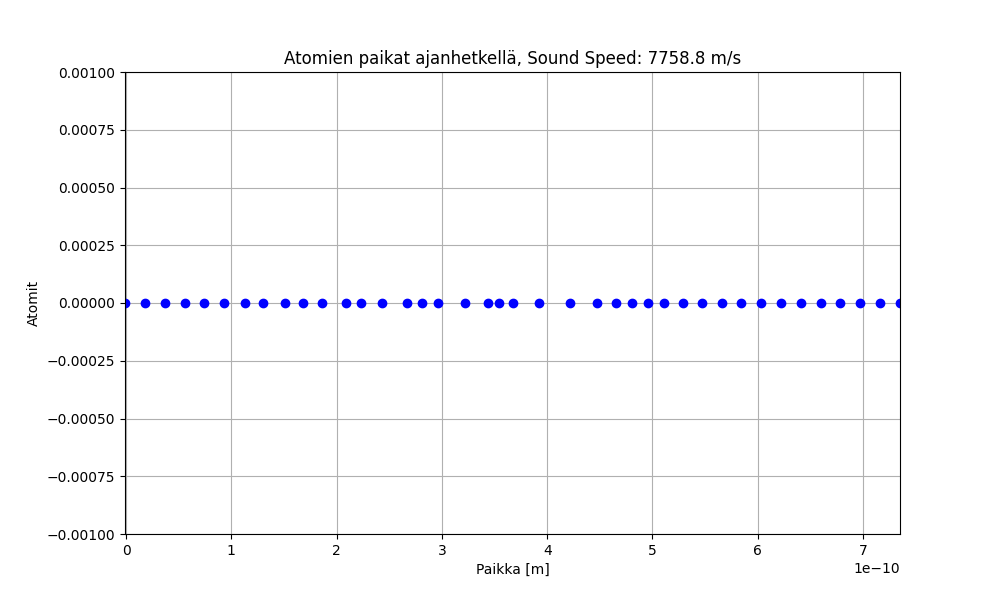 Atomien paikat ajanhetkellä, Sound Speed: 7758.8 m/s
0.00100
0.00075
0.00050
0.00025
0.00000
−0.00025
−0.00050
−0.00075
−0.00100
Atomit
0 1 2 3 4 5 6 7
1e−10
Paikka [m]